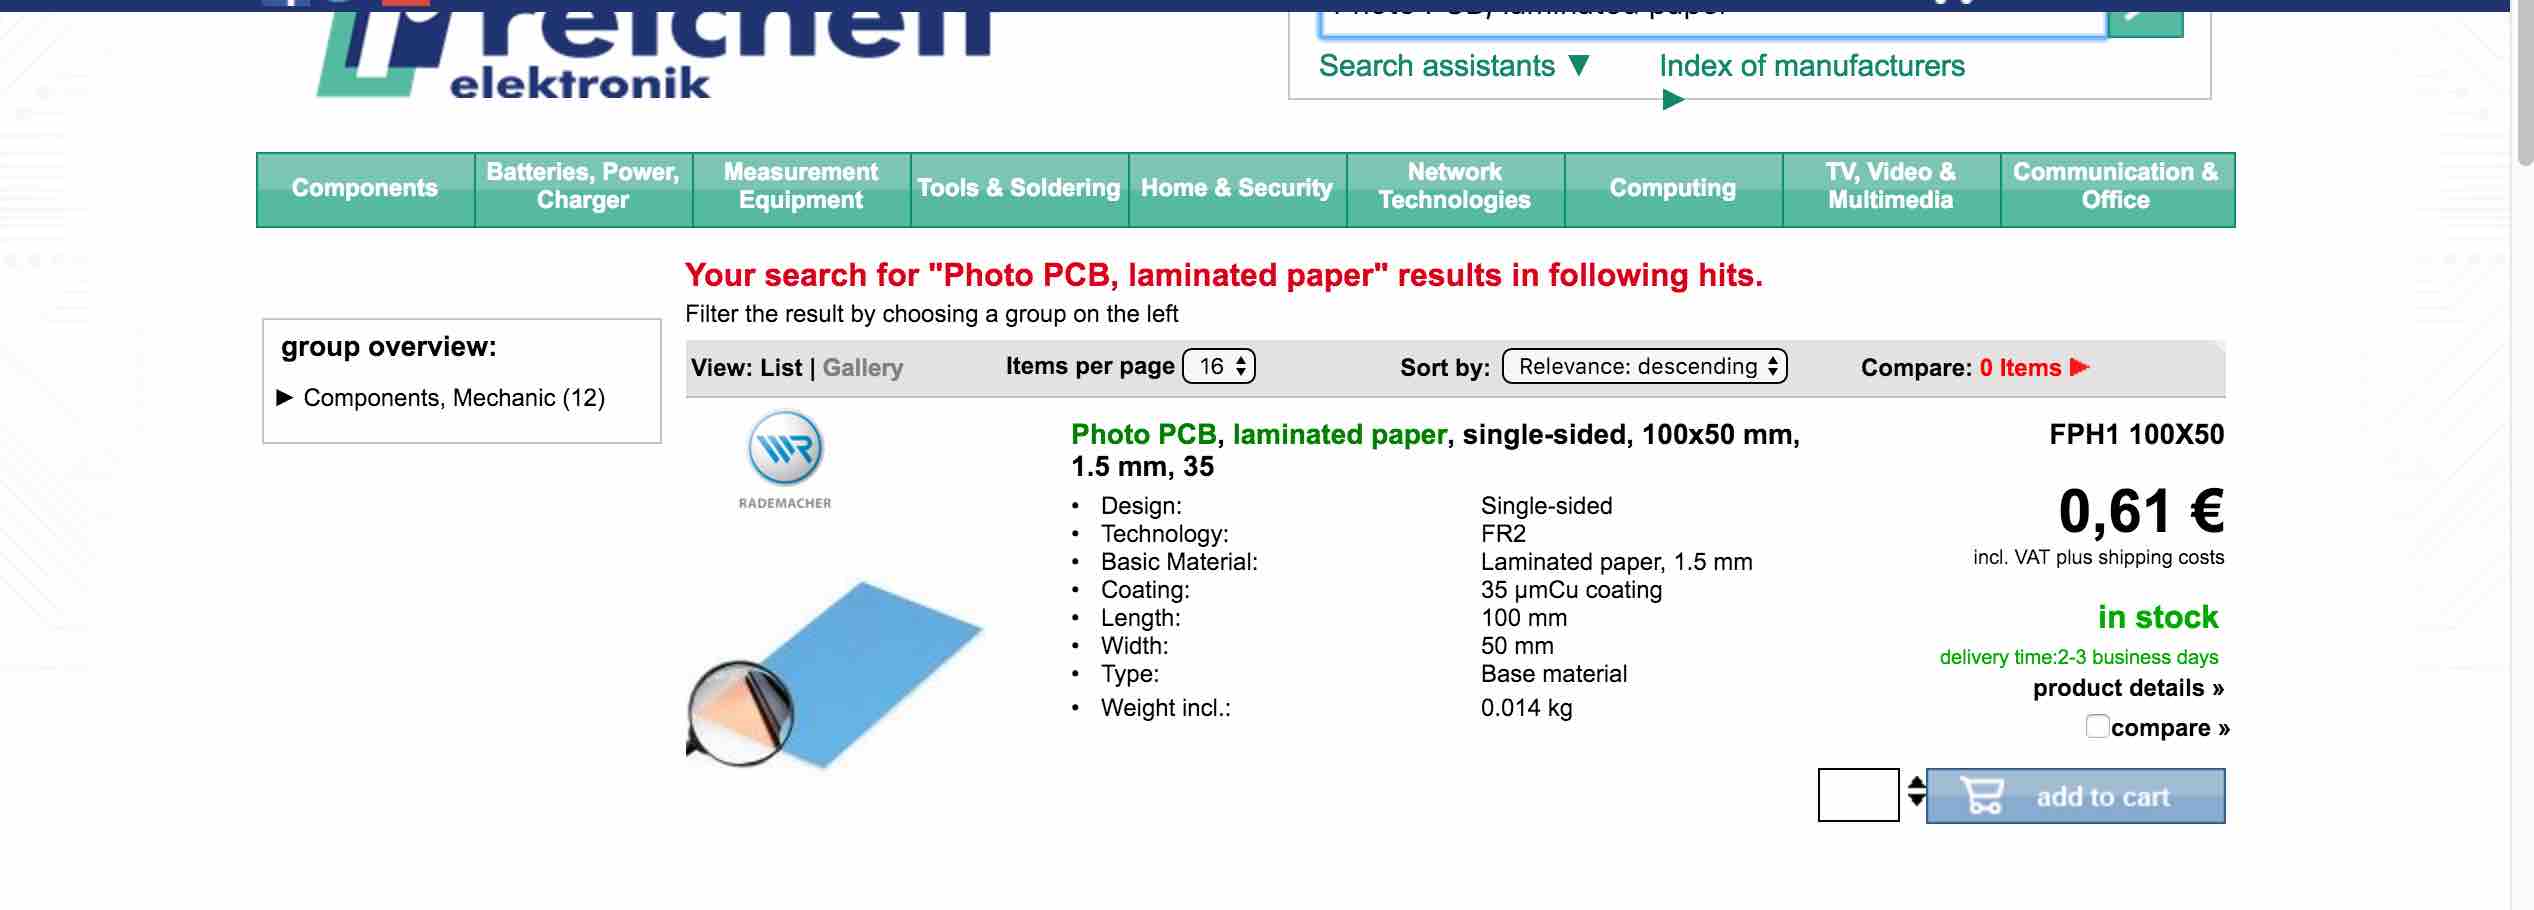 reichelt
elektronik
Photo PCB, laminated paper
Search assistants ▼
Index of manufacturers
▶
Components
Batteries, Power,
Charger
Measurement
Equipment
Tools & Soldering
Home & Security
Network
Technologies
Computing
TV, Video &
Multimedia
Communication &
Office
Your search for "Photo PCB, laminated paper" results in following hits.
Filter the result by choosing a group on the left
group overview:
▶ Components, Mechanic (12)
View: List | Gallery
Items per page 16
Sort by: Relevance: descending
Compare: 0 Items ▶
RADEMACHER
Photo PCB, laminated paper, single-sided, 100x50 mm,
1.5 mm, 35
• Design: Single-sided
• Technology: FR2
• Basic Material: Laminated paper, 1.5 mm
• Coating: 35 µmCu coating
• Length: 100 mm
• Width: 50 mm
• Type: Base material
• Weight incl.: 0.014 kg
FPH1 100X50
0,61 €
incl. VAT plus shipping costs
in stock
delivery time:2-3 business days
product details »
compare »
add to cart